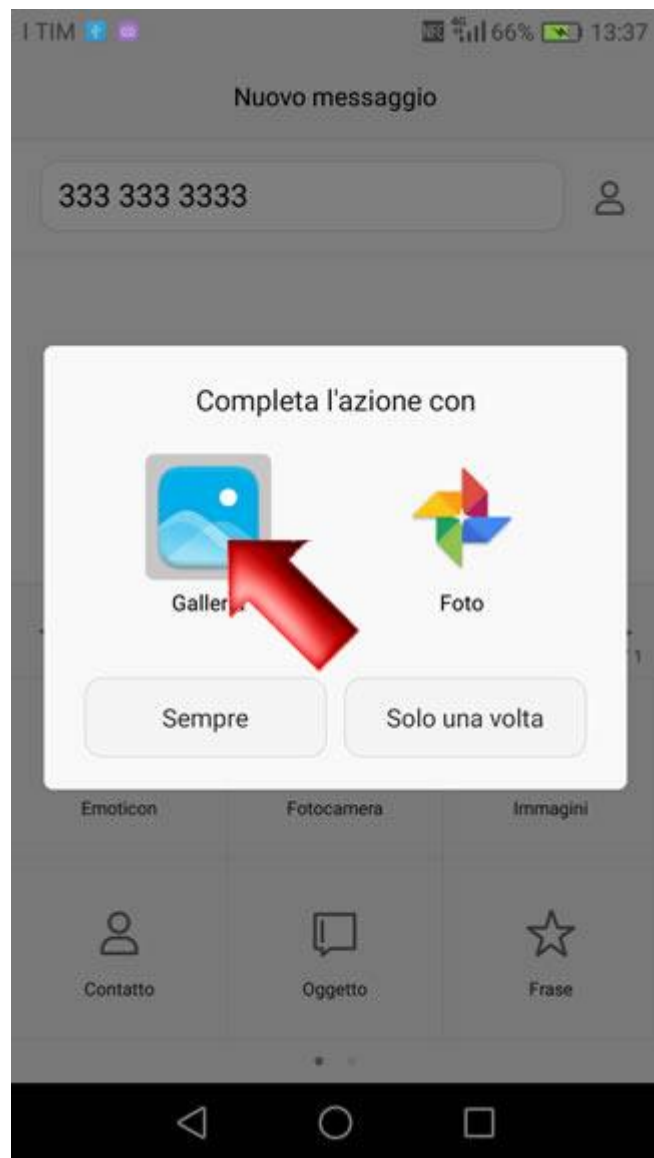 I TIM 66% 13:37
Nuovo messaggio
333 333 3333
Completa l'azione con
Foto
Sempre
Solo una volta
1
Emoticon
Fotocamera
Immagini
Contatto
Oggetto
Frase